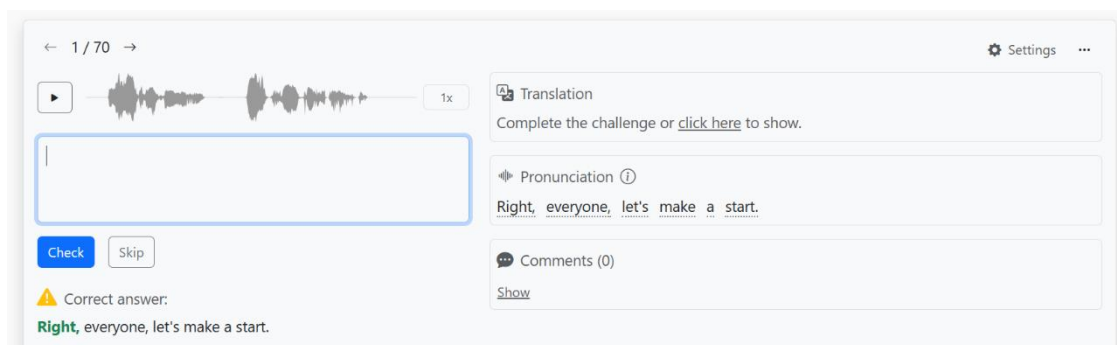 ← 1 / 70 →
Settings ...
1x
Check Skip
Correct answer:
Right, everyone, let's make a start.
Translation
Complete the challenge or click here to show.
Pronunciation
Right, everyone, let's make a start.
Comments (0)
Show